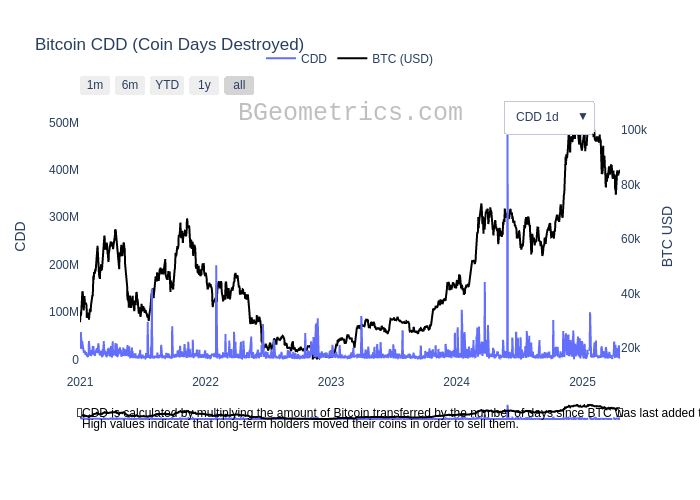 Bitcoin CDD (Coin Days Destroyed)
CDD
BTC (USD)
1m
6m
YTD
1y
all
BGeometrics.com
CDD 1d ▼
500M
400M
300M
200M
100M
0
CDD
100k
80k
60k
40k
20k
BTC USD
2021
2022
2023
2024
2025
CDD is calculated by multiplying the amount of Bitcoin transferred by the number of days since BTC was last added t
High values indicate that long-term holders moved their coins in order to sell them.